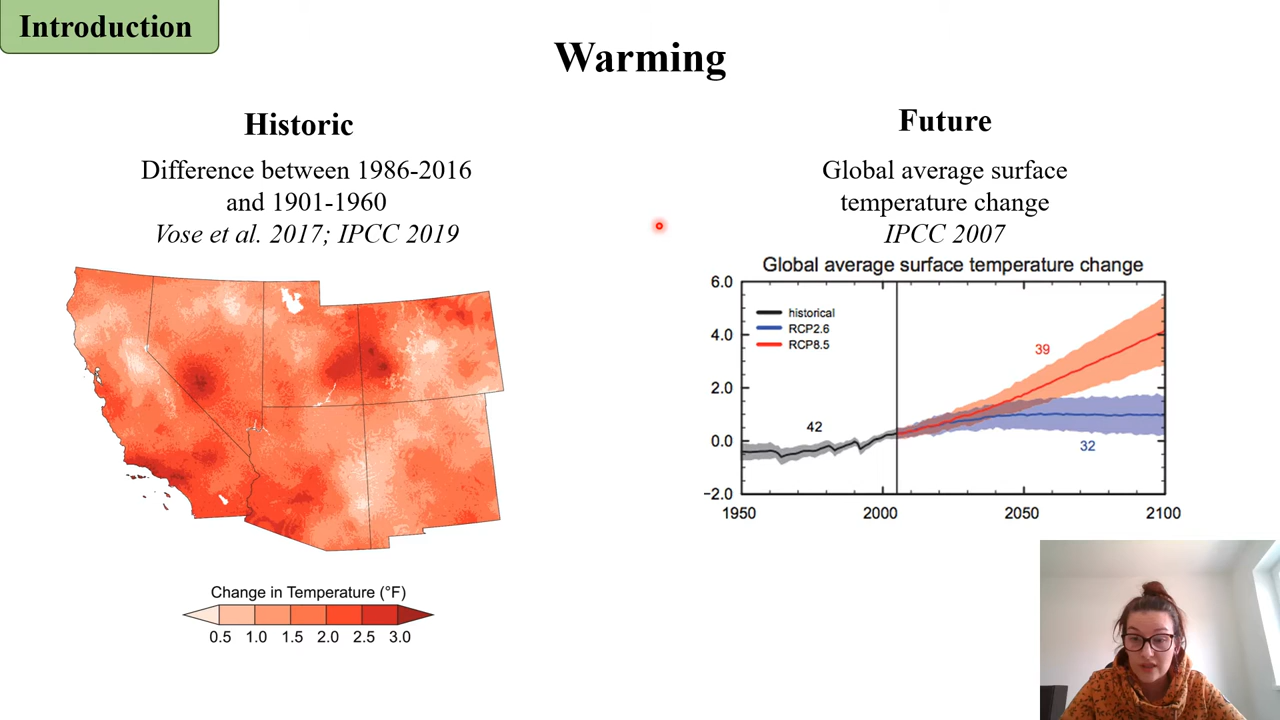 Introduction
Warming
Historic
Difference between 1986-2016
and 1901-1960
Vose et al. 2017; IPCC 2019
Change in Temperature (°F)
0.5 1.0 1.5 2.0 2.5 3.0
Future
Global average surface
temperature change
IPCC 2007
Global average surface temperature change
6.0
4.0
2.0
0.0
−2.0
historical
RCP2.6
RCP8.5
39
42
32
1950 2000 2050 2100